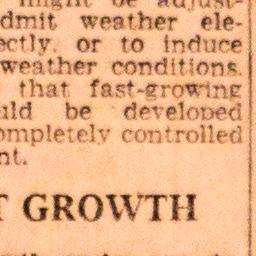 might be adjust-
dmit weather ele-
ectly, or to induce
weather conditions.
that fast-growing
uld be developed
ompletely controlled
nt.
T GROWTH